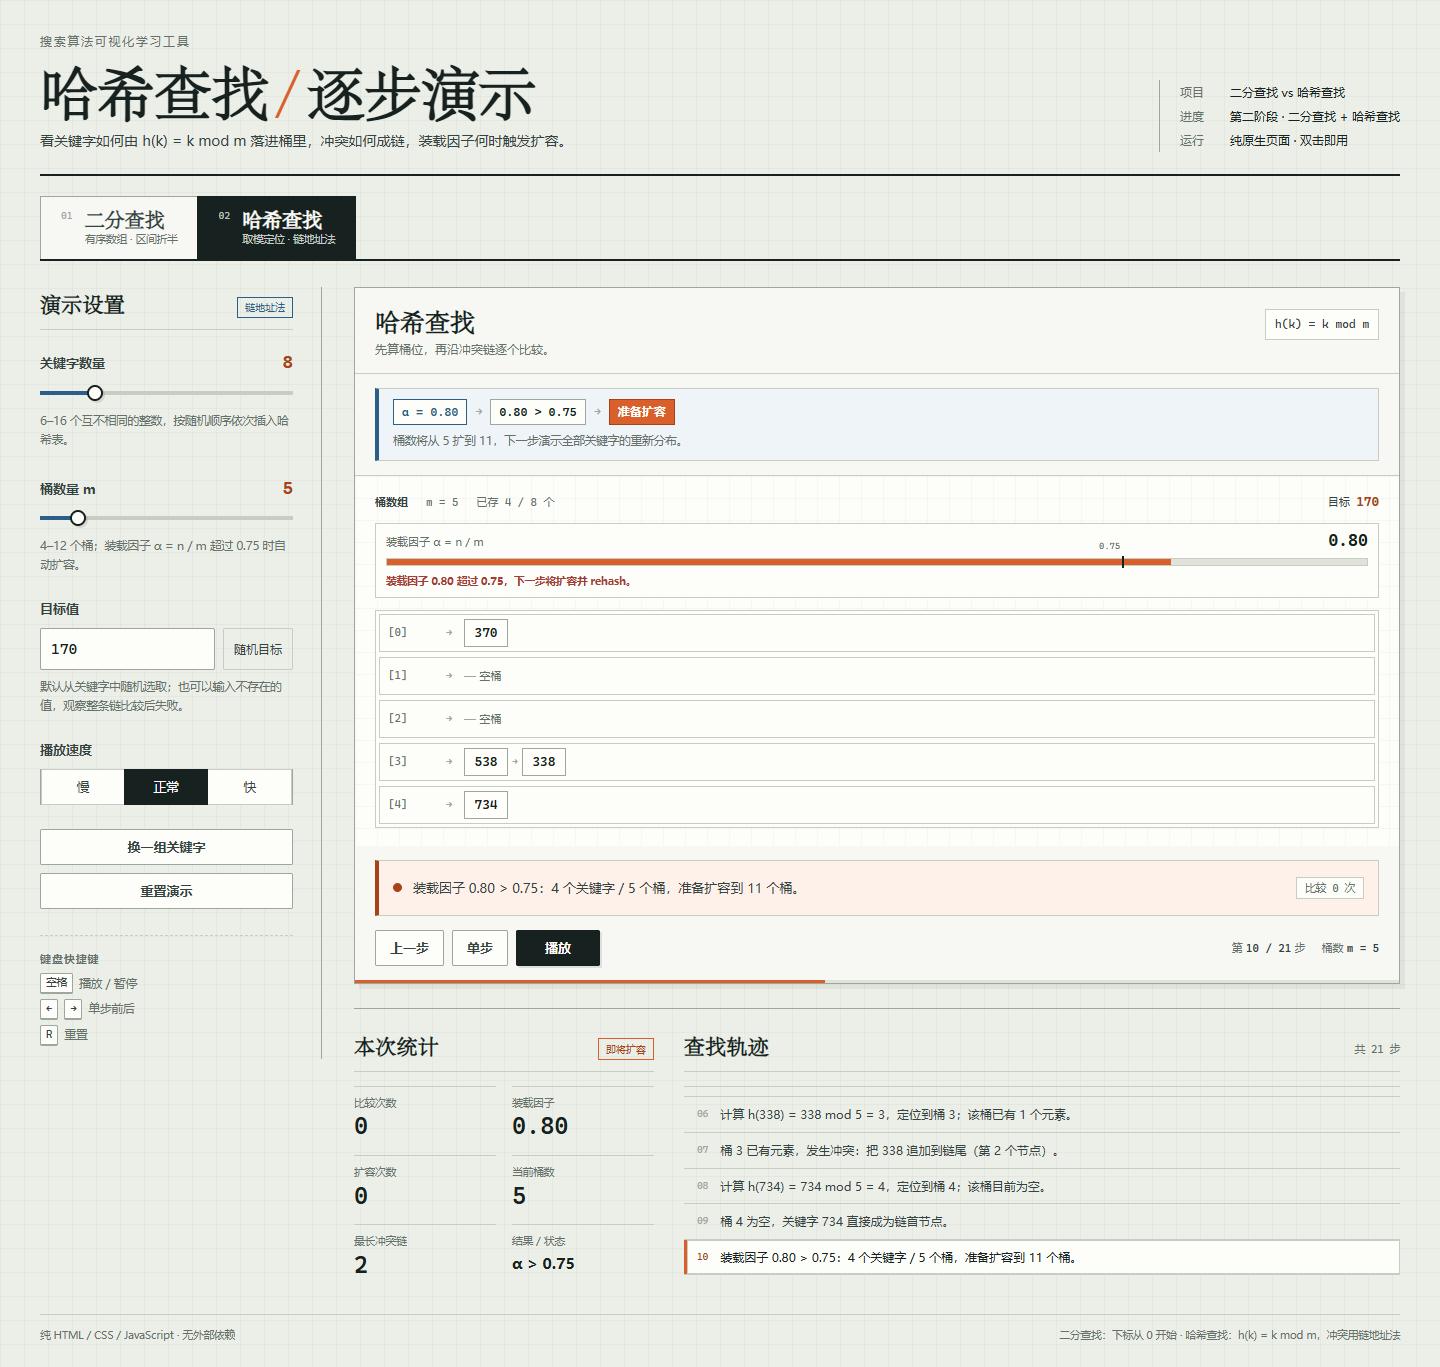 搜索算法可视化学习工具
哈希查找/逐步演示
看关键字如何由 h(k) = k mod m 落进桶里，冲突如何成链，装载因子何时触发扩容。
项目 二分查找 vs 哈希查找
进度 第二阶段 · 二分查找 + 哈希查找
运行 纯原生页面 · 双击即用
01 二分查找
有序数组 · 区间折半
02 哈希查找
取模定位 · 链地址法
演示设置 链地址法
关键字数量 8
6–16 个互不相同的整数，按随机顺序依次插入哈
希表。
桶数量 m 5
4–12 个桶；装载因子 α = n / m 超过 0.75 时自
动扩容。
目标值
170 随机目标
默认从关键字中随机选取；也可以输入不存在的
值，观察整条链比较后失败。
播放速度
慢 正常 快
换一组关键字
重置演示
键盘快捷键
空格 播放 / 暂停
← → 单步前后
R 重置
哈希查找
先算桶位，再沿冲突链逐个比较。
h(k) = k mod m
α = 0.80 → 0.80 > 0.75 → 准备扩容
桶数将从 5 扩到 11，下一步演示全部关键字的重新分布。
桶数组 m = 5 已存 4 / 8 个 目标 170
装载因子 α = n / m 0.75 0.80
装载因子 0.80 超过 0.75，下一步将扩容并 rehash。
[0] → 370
[1] → — 空桶
[2] → — 空桶
[3] → 538 → 338
[4] → 734
装载因子 0.80 > 0.75：4 个关键字 / 5 个桶，准备扩容到 11 个桶。 比较 0 次
上一步 单步 播放 第 10 / 21 步 桶数 m = 5
本次统计 即将扩容
比较次数 装载因子
0 0.80
扩容次数 当前桶数
0 5
最长冲突链 结果 / 状态
2 α > 0.75
查找轨迹 共 21 步
06 计算 h(338) = 338 mod 5 = 3，定位到桶 3；该桶已有 1 个元素。
07 桶 3 已有元素，发生冲突：把 338 追加到链尾（第 2 个节点）。
08 计算 h(734) = 734 mod 5 = 4，定位到桶 4；该桶目前为空。
09 桶 4 为空，关键字 734 直接成为链首节点。
10 装载因子 0.80 > 0.75：4 个关键字 / 5 个桶，准备扩容到 11 个桶。
纯 HTML / CSS / JavaScript · 无外部依赖
二分查找：下标从 0 开始 · 哈希查找：h(k) = k mod m，冲突用链地址法